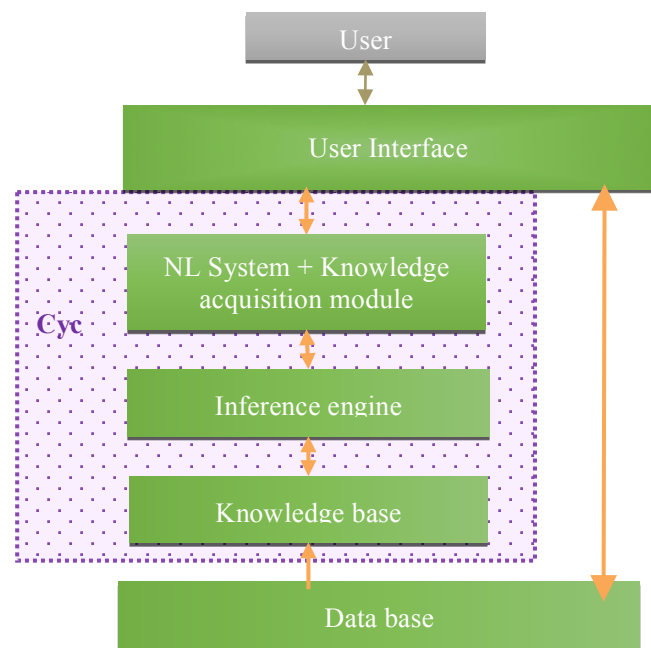 User
User Interface
NL System + Knowledge
acquisition module
Cyc
Inference engine
Knowledge base
Data base